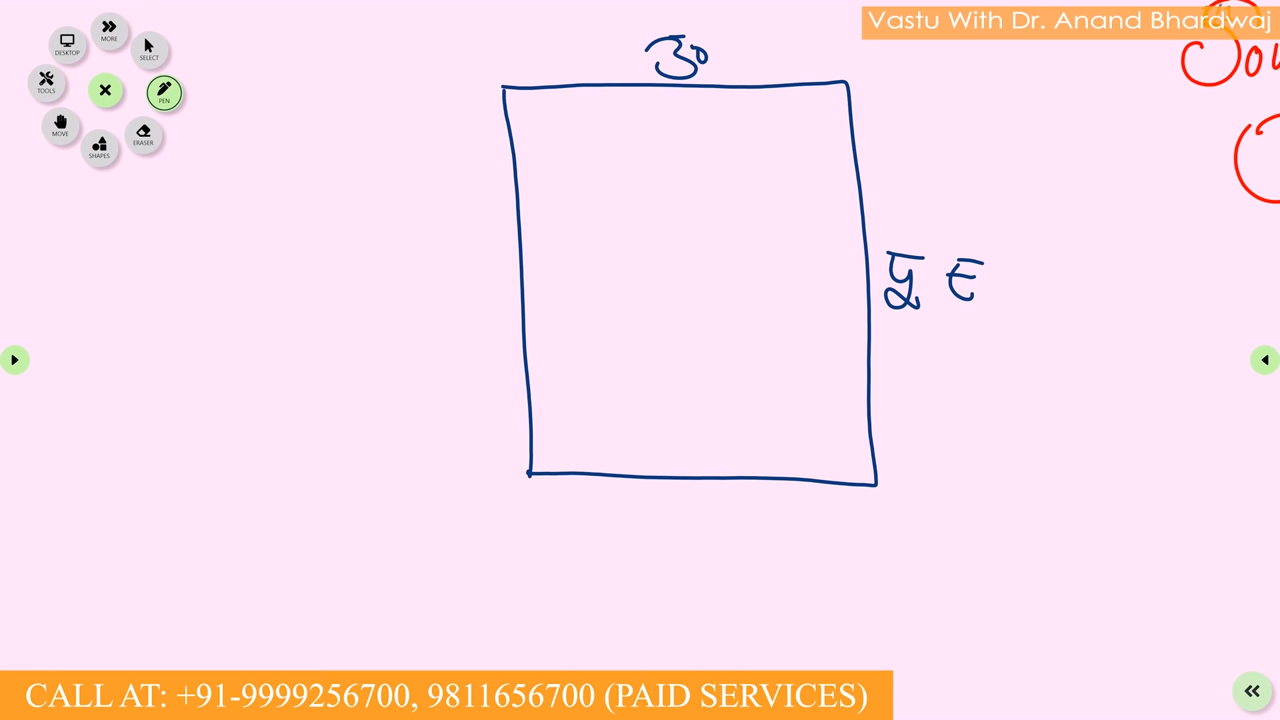 Vastu With Dr. Anand Bhardwaj
MORE
DESKTOP
SELECT
TOOLS
PEN
MOVE
ERASER
SHAPES
उ०
पू E
CALL AT: +91-9999256700, 9811656700 (PAID SERVICES)